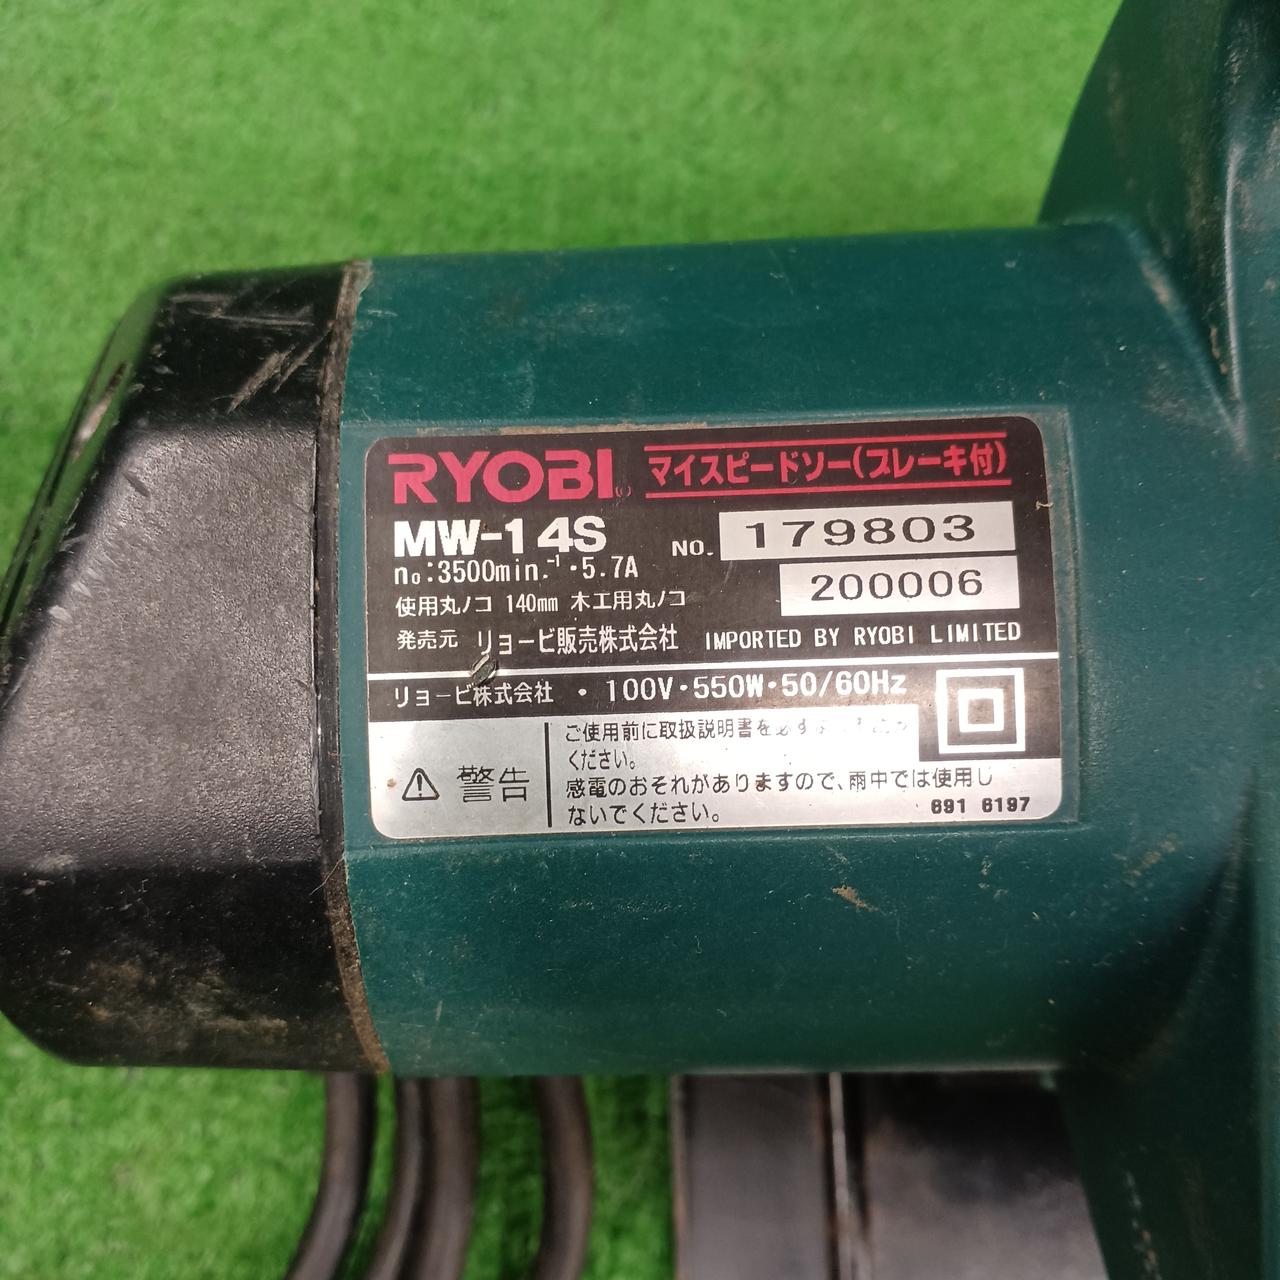 RYOBI マイスピードソー(ブレーキ付)
MW-14S NO. 179803
n₀:3500min.⁻¹・5.7A 200006
使用丸ノコ 140mm 木工用丸ノコ
発売元 リョービ販売株式会社 IMPORTED BY RYOBI LIMITED
リョービ株式会社 ・100V・550W・50/60Hz
⚠ 警告
ご使用前に取扱説明書を必ず
ください。
感電のおそれがありますので、雨中では使用し
ないでください。
691 6197